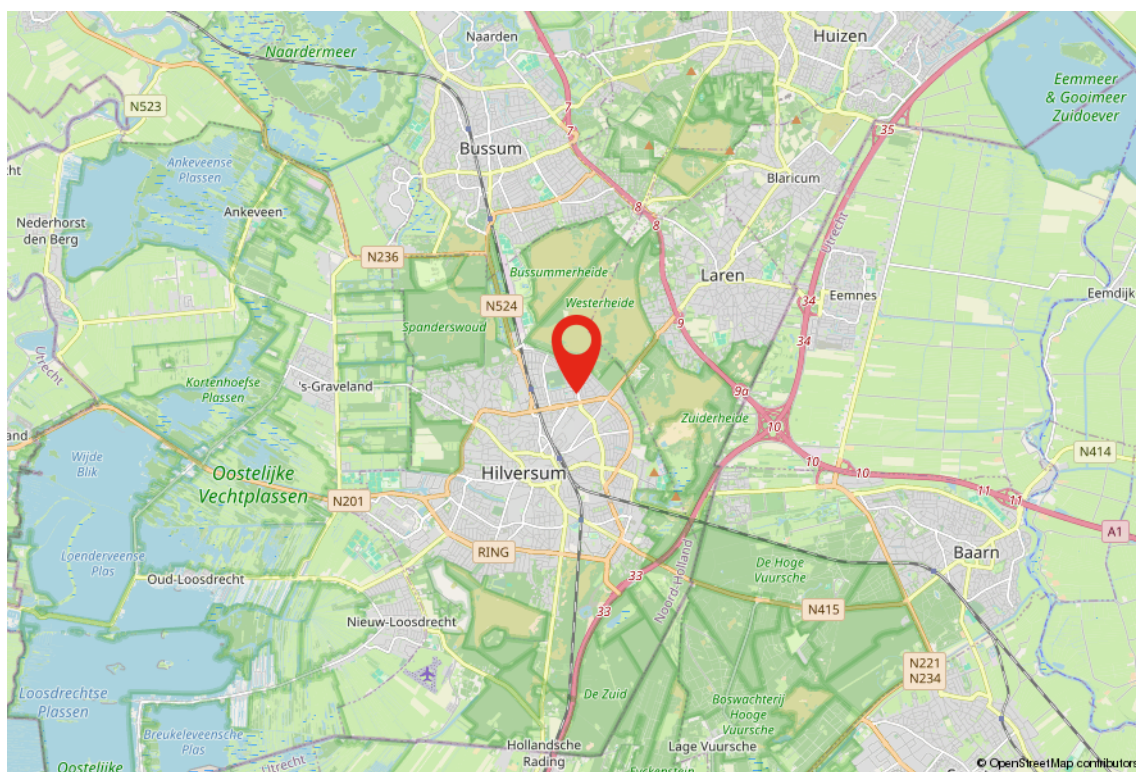 Naarden
Huizen
Naardermeer
N523
7
7
35
Eemmeer
& Gooimeer
Zuidoever
Bussum
Ankeveense
Plassen
Blaricum
Nederhorst
den Berg
Ankeveen
8
8
Utrecht
N236
Bussummerheide
Laren
N524
Westerheide
34
Eemnes
Eemdijk
Spanderswoud
9
34
Utrecht
Kortenhoefse
Plassen
's-Graveland
9a
Zuiderheide
10
Wijde
Blik
Oostelijke
Vechtplassen
Hilversum
10
10
N414
N201
11
11
A1
Loenderveense
Plas
RING
Baarn
Oud-Loosdrecht
De Hoge
Vuursche
33
33
Noord-Holland
N415
Nieuw-Loosdrecht
N221
N234
Loosdrechtse
Plassen
De Zuid
Boswachterij
Hooge
Vuursche
Breukeleveensche
Plas
Hollandsche
Rading
Lage Vuursche
Oostelijke
Utrecht
© OpenStreetMap contributors